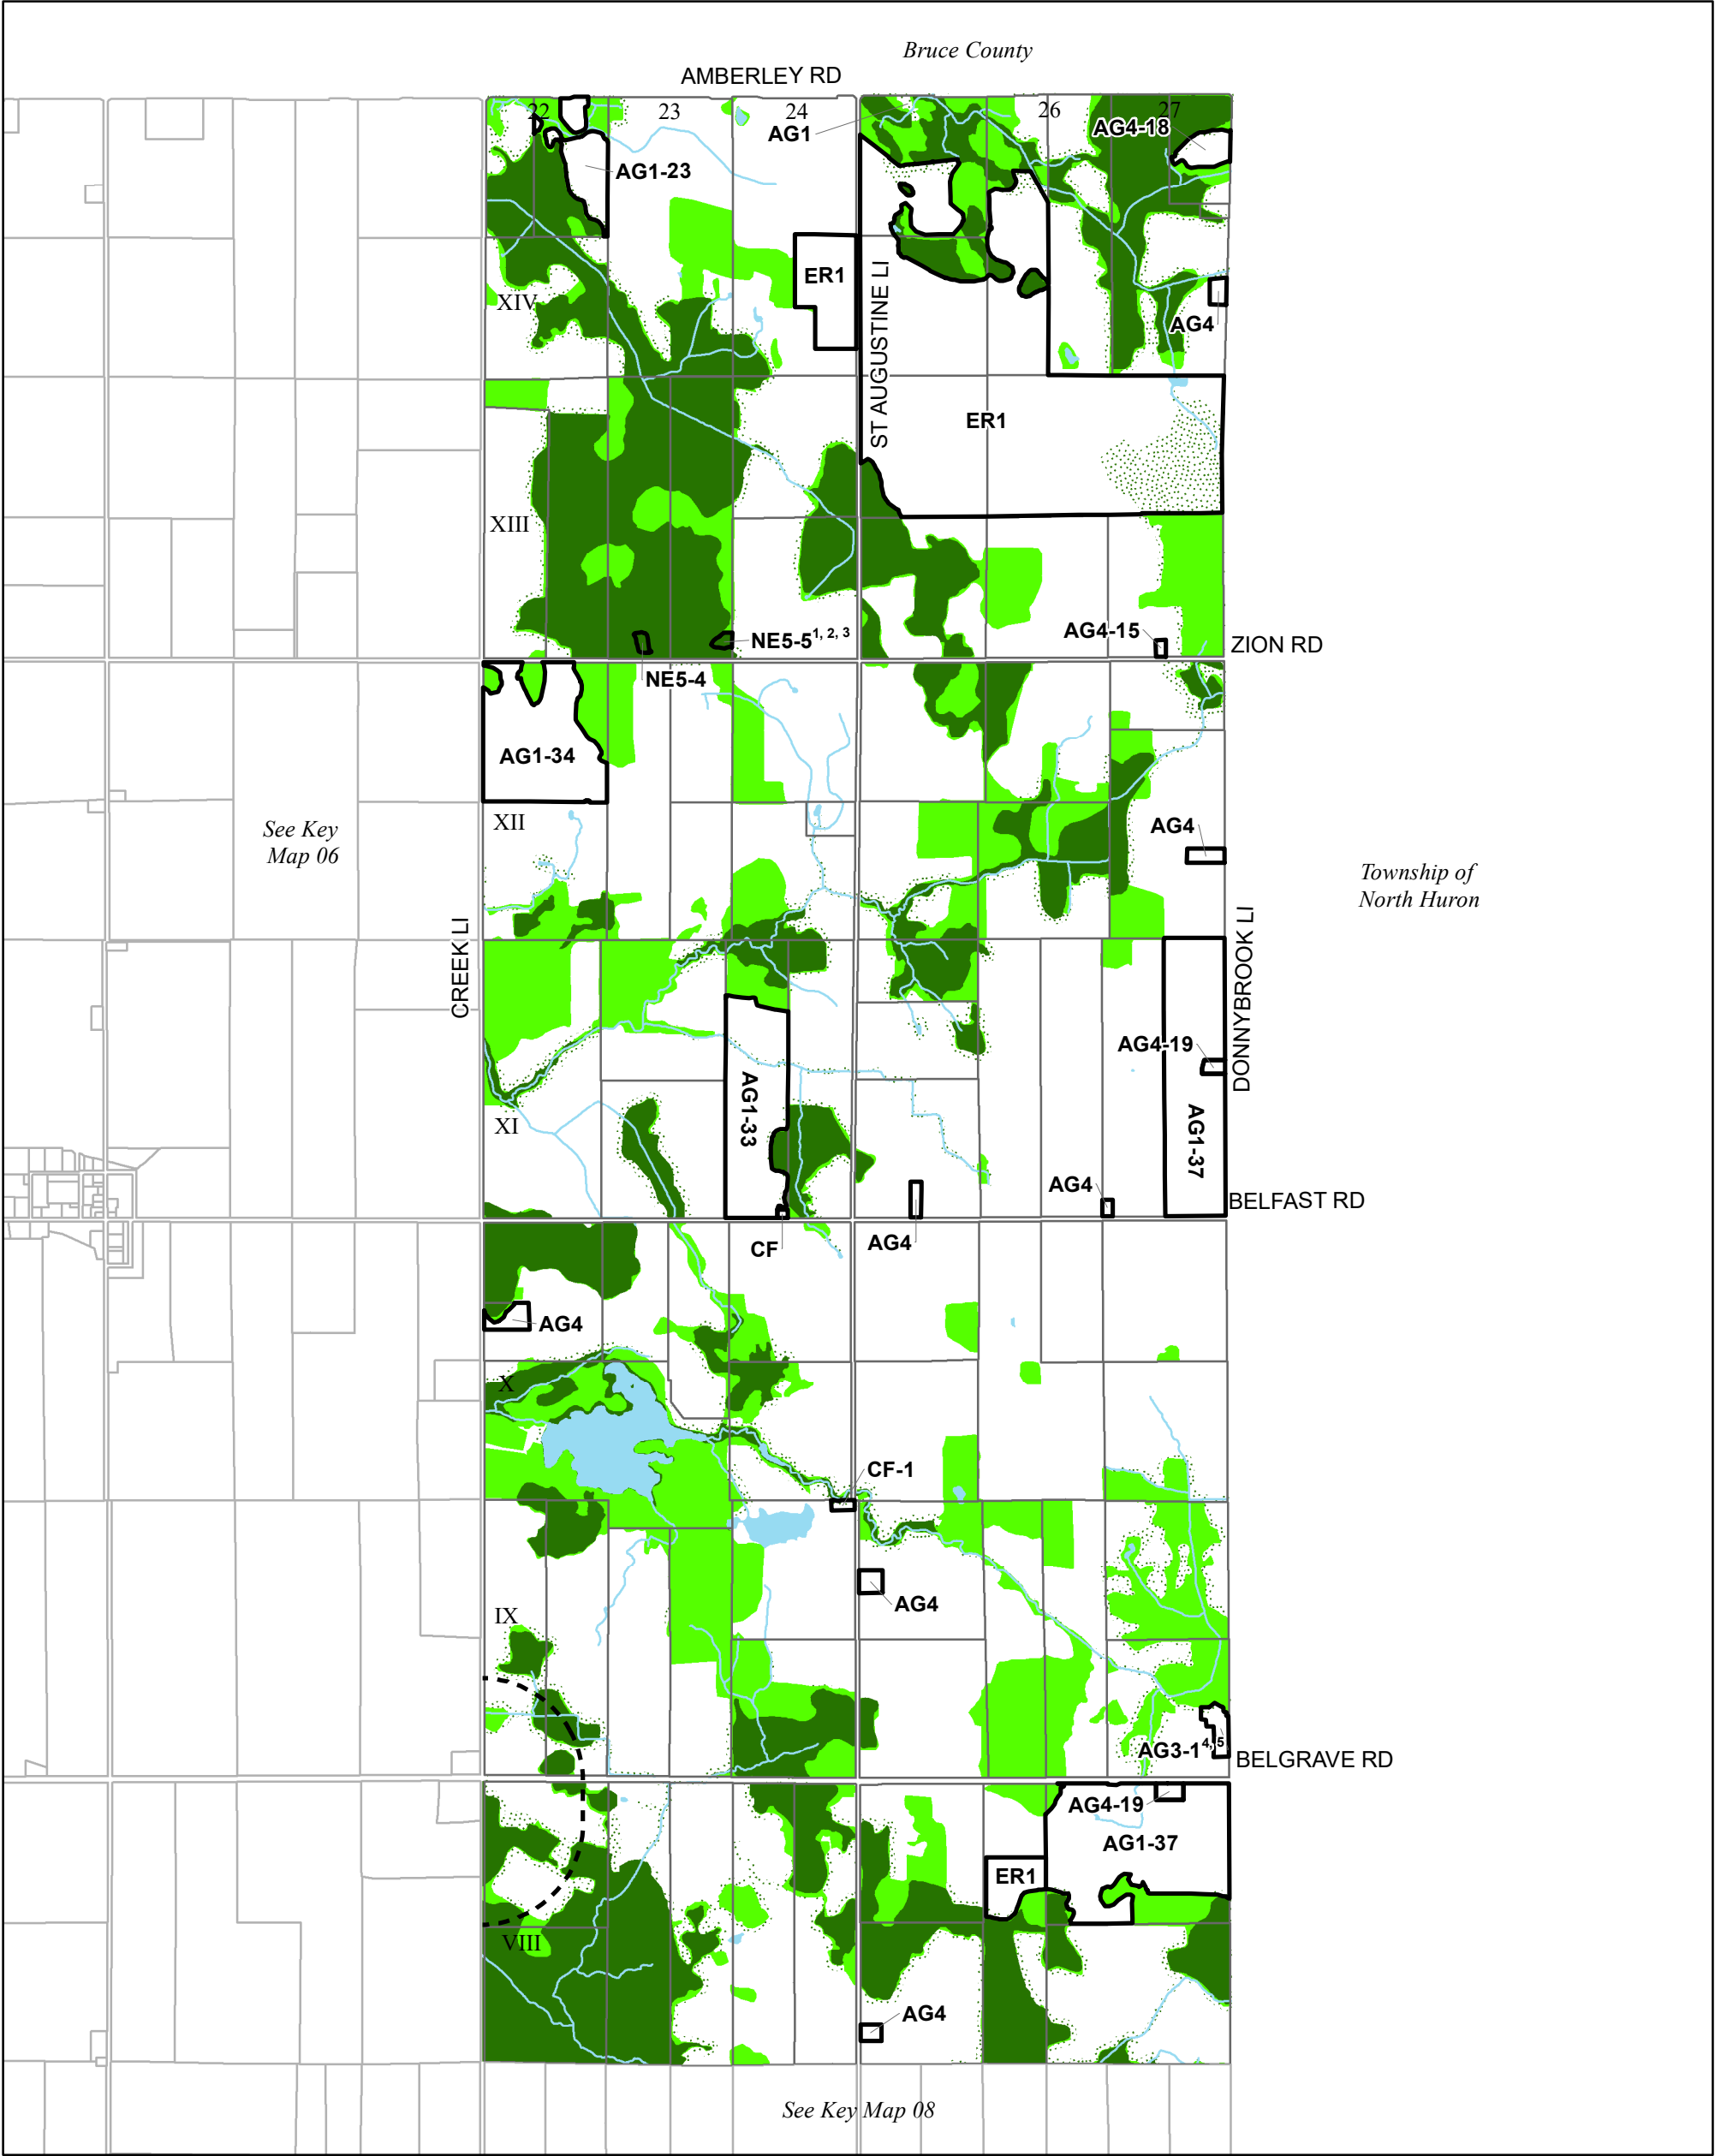 Bruce County
AMBERLEY RD
22
23
24
26
27
AG1
AG4-18
AG1-23
ER1
XIV
ST AUGUSTINE LI
AG4
ER1
XIII
AG4-15
NE5-5 1, 2, 3
ZION RD
NE5-4
AG1-34
XII
See Key
Map 06
AG4
Township of
North Huron
CREEK LI
DONNYBROOK LI
AG4-19
AG1-33
AG1-37
XI
AG4
BELFAST RD
CF
AG4
AG4
X
CF-1
AG4
IX
AG3-1 4, 5
BELGRAVE RD
AG4-19
AG1-37
ER1
VIII
AG4
See Key Map 08